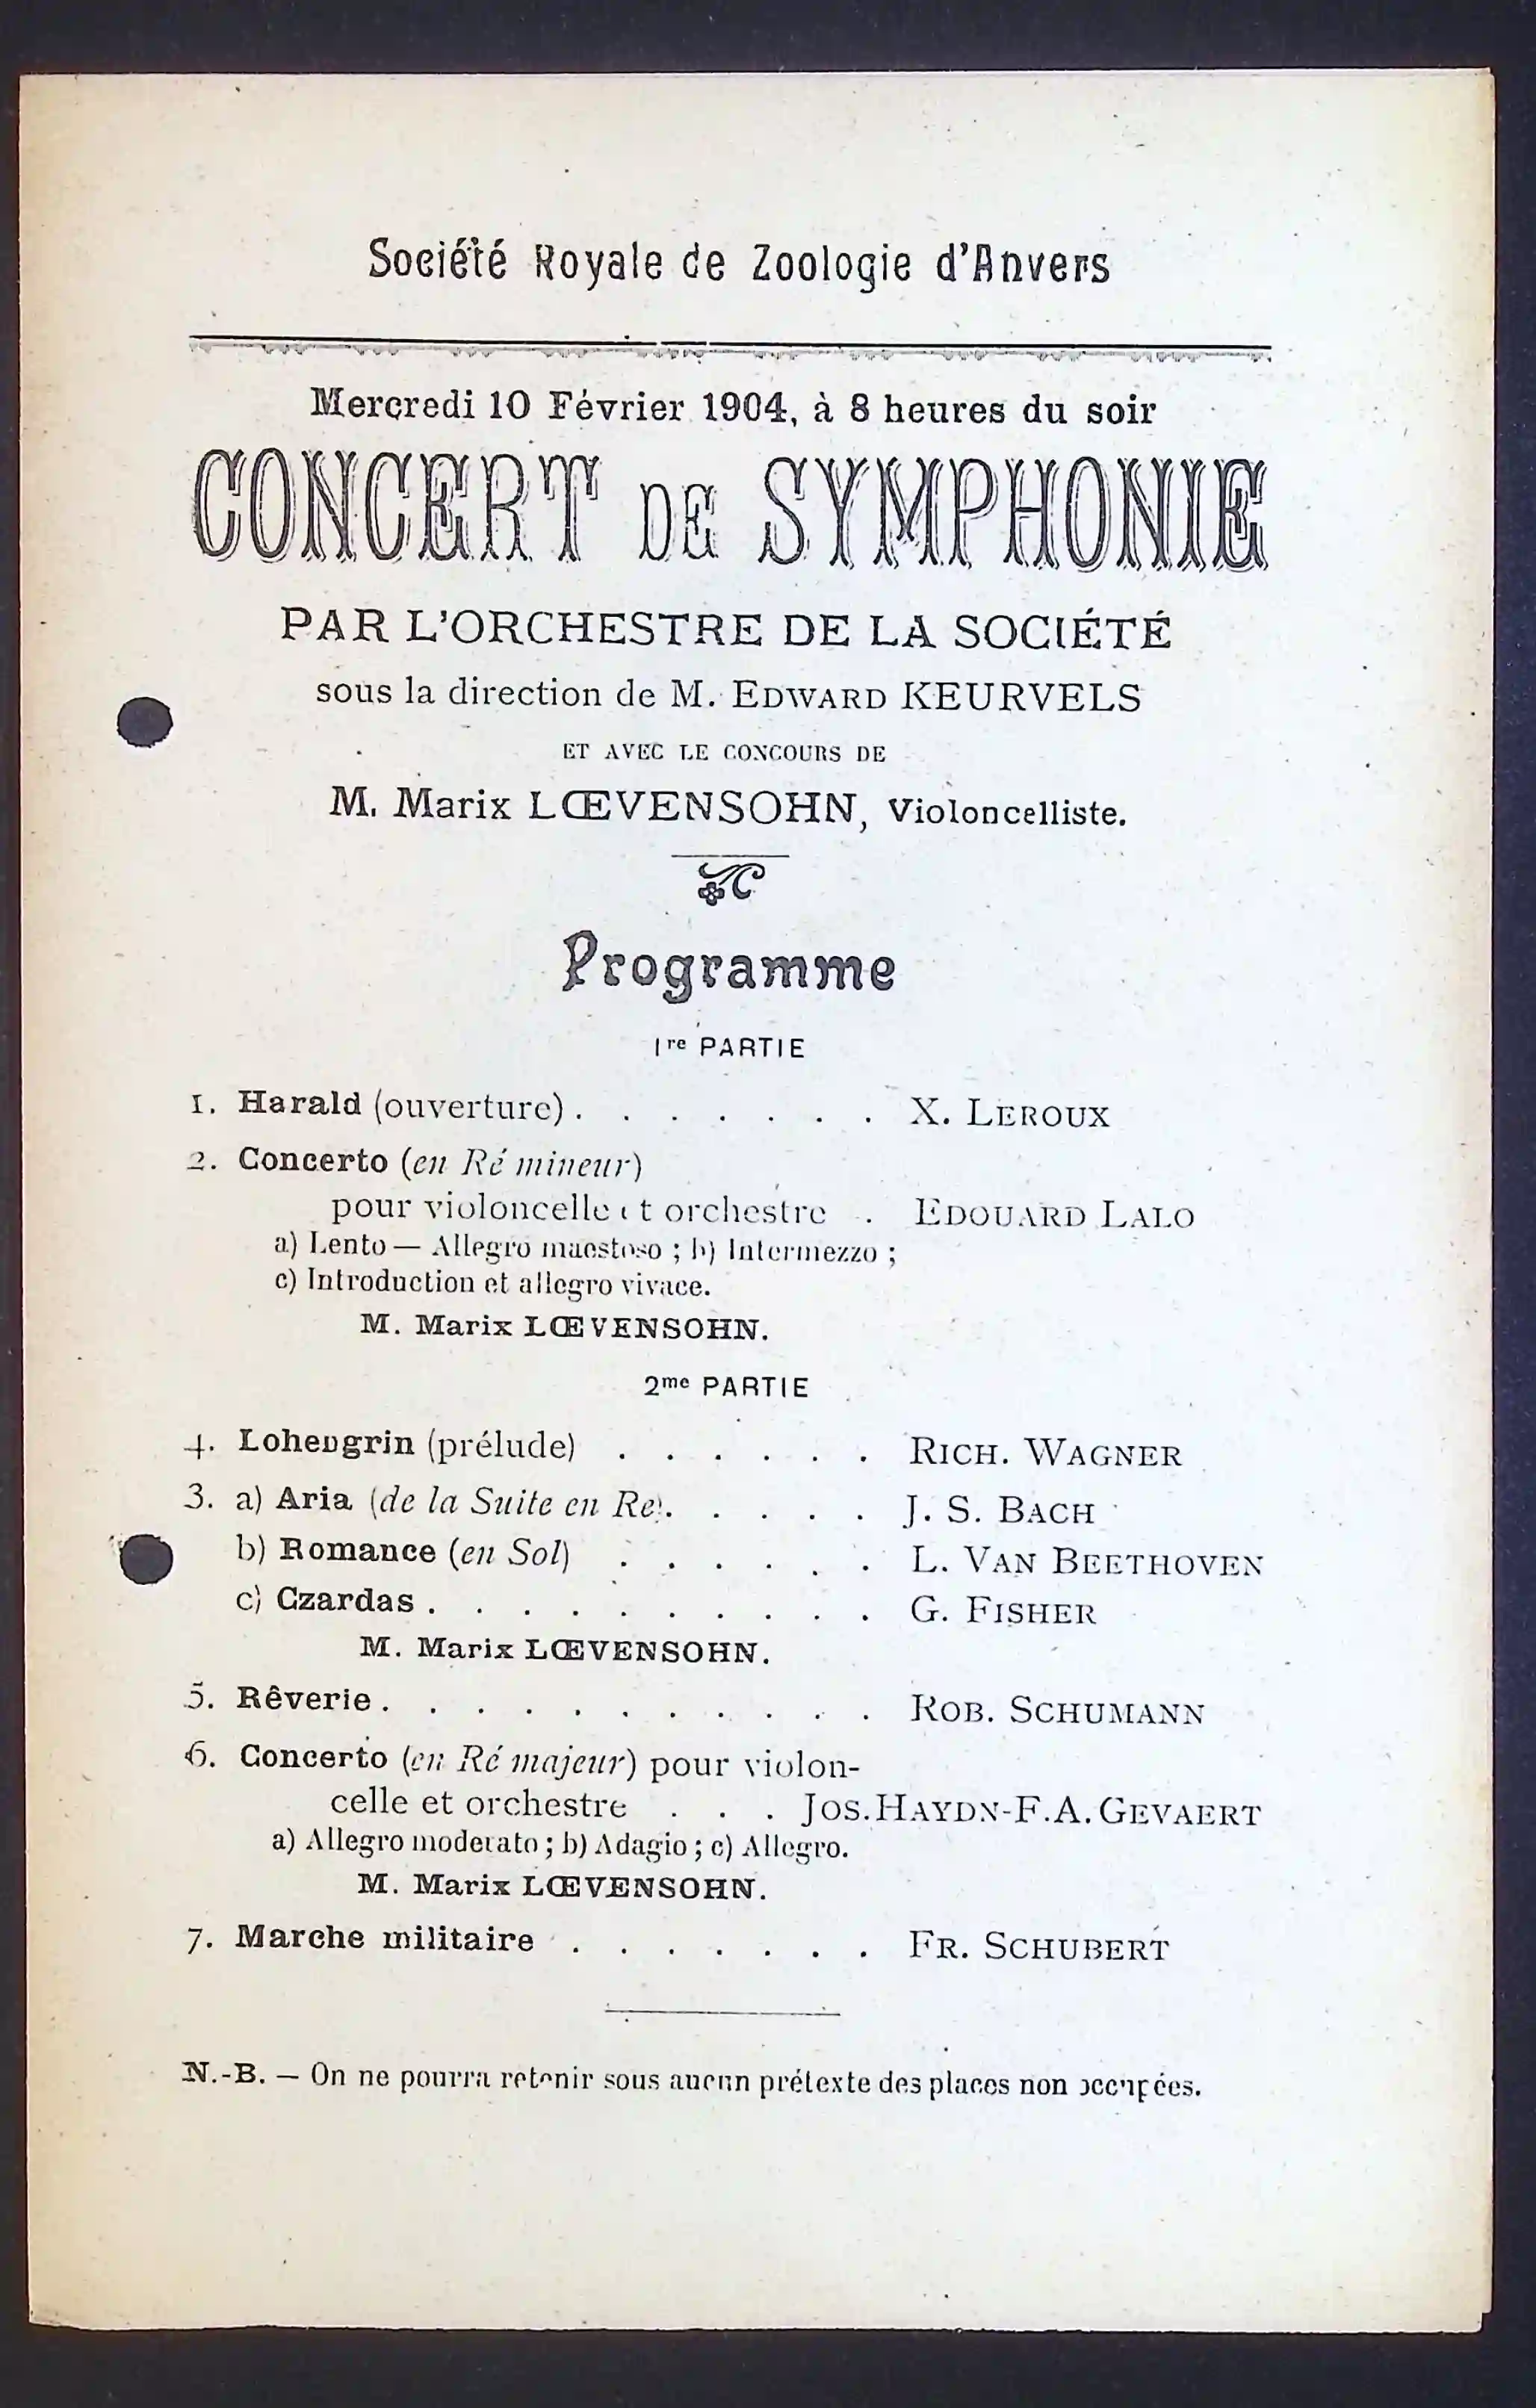 Société Royale de Zoologie d'Anvers
Mercredi 10 Février 1904, à 8 heures du soir
CONCERT DE SYMPHONIE
PAR L'ORCHESTRE DE LA SOCIÉTÉ
sous la direction de M. EDWARD KEURVELS
ET AVEC LE CONCOURS DE
M. Marix LŒVENSOHN, Violoncelliste.
Programme
1re PARTIE
1. Harald (ouverture) . . . . . . . X. LEROUX
2. Concerto (en Ré mineur)
pour violoncelle et orchestre . EDOUARD LALO
a) Lento — Allegro maestoso ; b) Intermezzo ;
c) Introduction et allegro vivace.
M. Marix LŒVENSOHN.
2me PARTIE
4. Lohengrin (prélude) . . . . . . RICH. WAGNER
3. a) Aria (de la Suite en Re) . . . . . J. S. BACH
b) Romance (en Sol) . . . . . . L. VAN BEETHOVEN
c) Czardas . . . . . . . . . . G. FISHER
M. Marix LŒVENSOHN.
5. Rêverie . . . . . . . . . . . ROB. SCHUMANN
6. Concerto (en Ré majeur) pour violon-
celle et orchestre . . . JOS. HAYDN-F. A. GEVAERT
a) Allegro moderato ; b) Adagio ; c) Allegro.
M. Marix LŒVENSOHN.
7. Marche militaire . . . . . . . FR. SCHUBERT
N.-B. — On ne pourra retenir sous aucun prétexte des places non occupées.